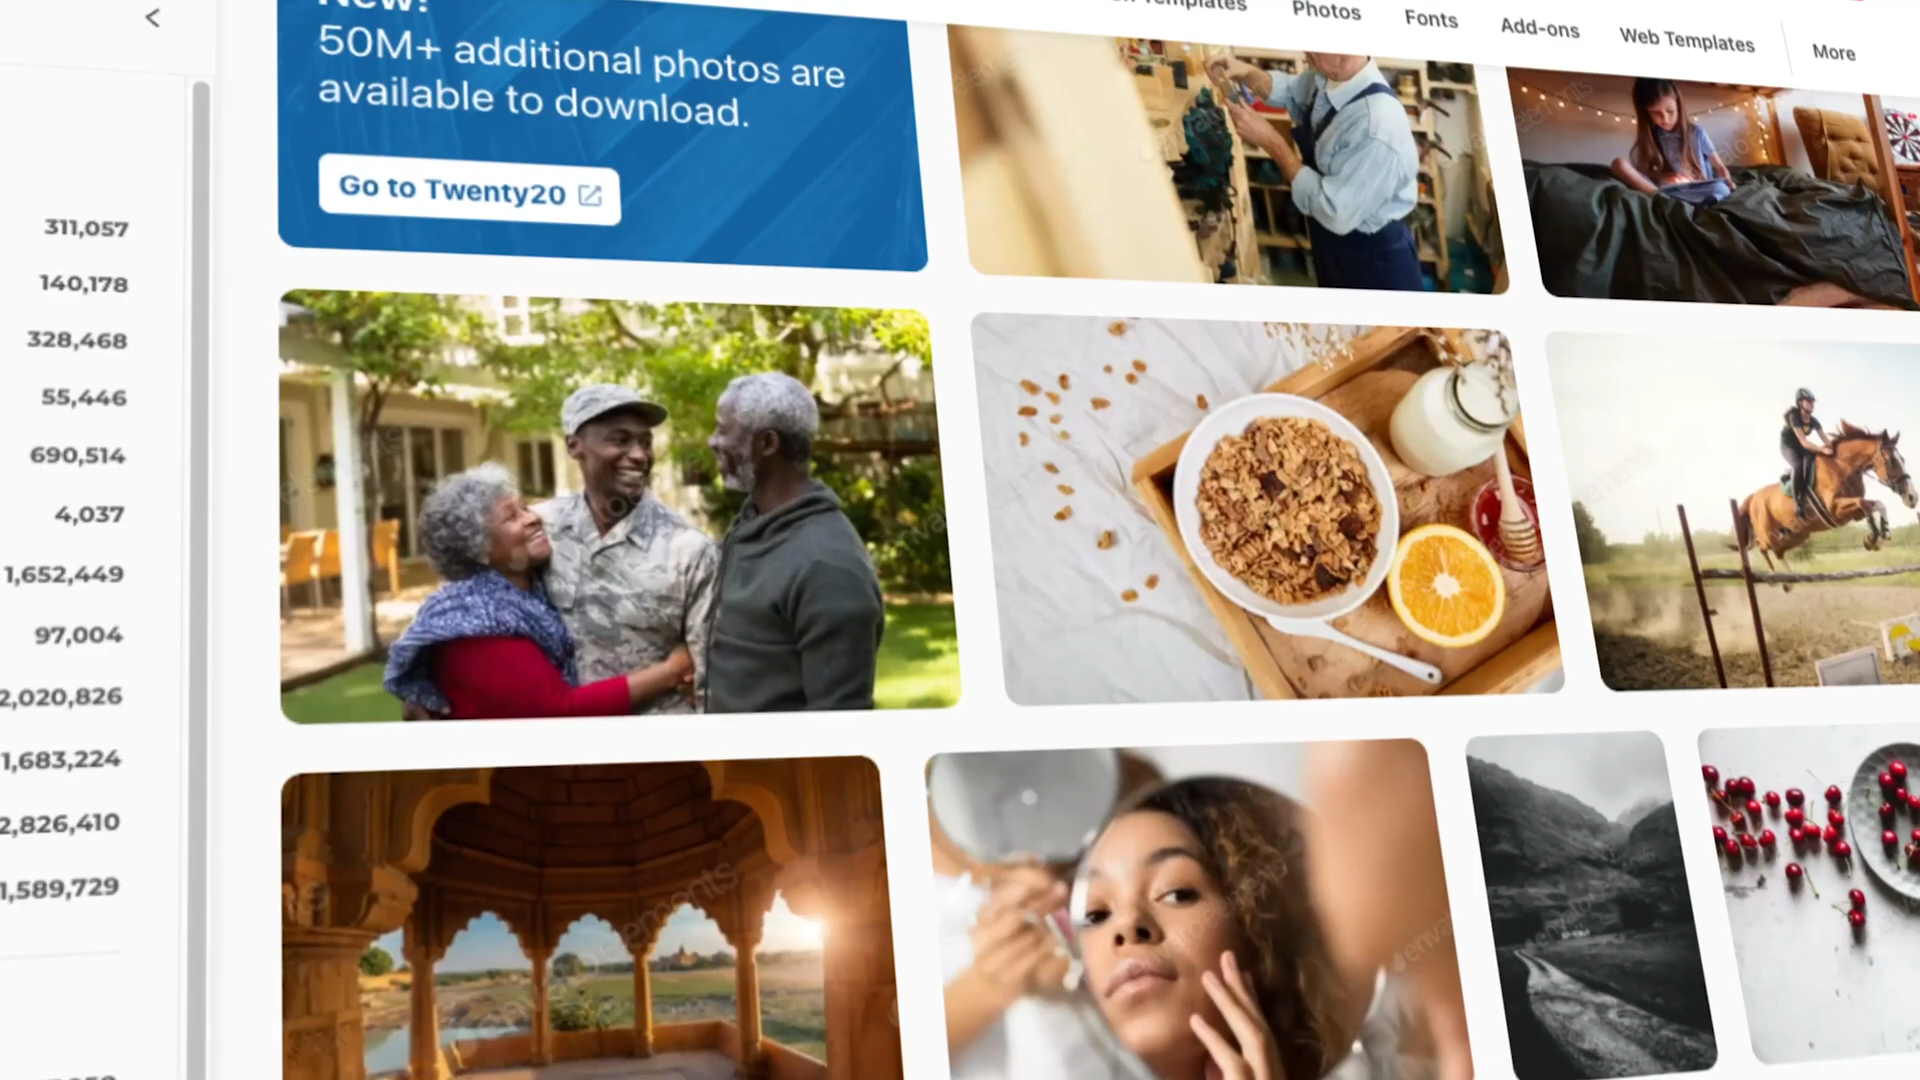 Templates
Photos
Fonts
Add-ons
Web Templates
More
New!
50M+ additional photos are
available to download.
Go to Twenty20
311,057
140,178
328,468
55,446
690,514
4,037
1,652,449
97,004
2,020,826
1,683,224
2,826,410
1,589,729